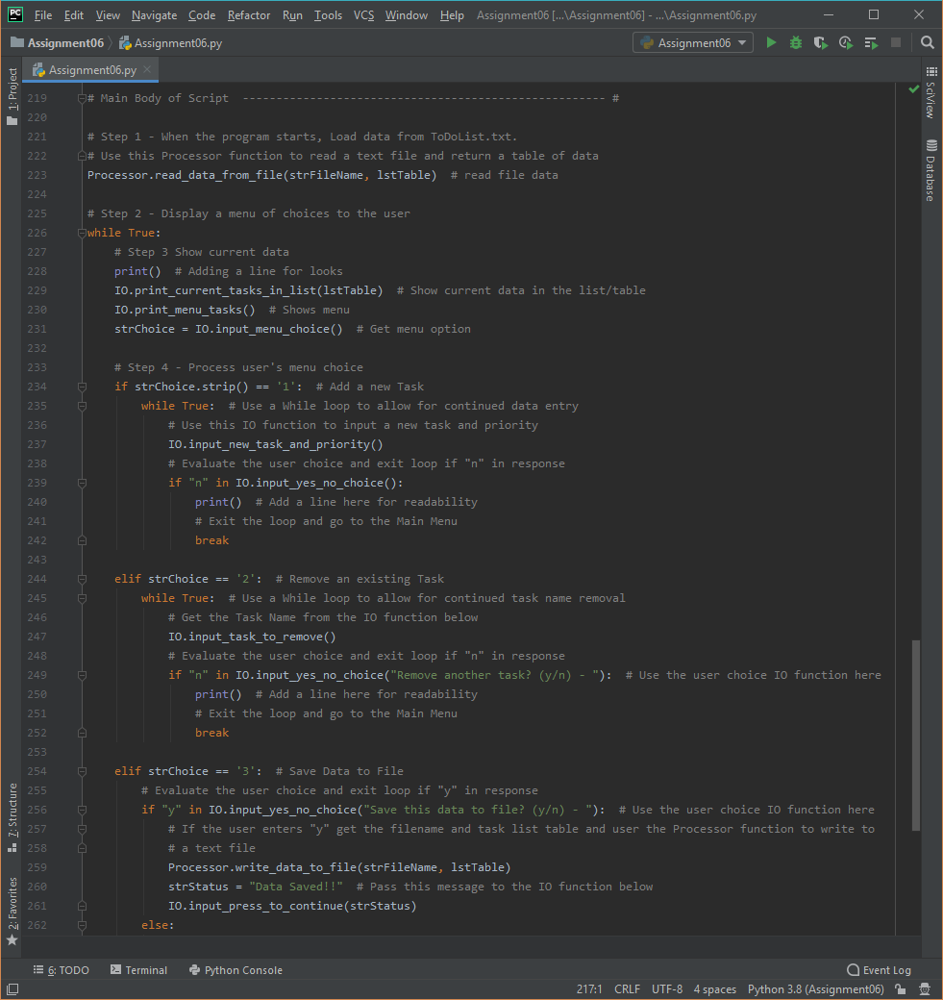 PC File Edit View Navigate Code Refactor Run Tools VCS Window Help Assignment06 [...\Assignment06] - ...\Assignment06.py
Assignment06 Assignment06.py Assignment06
1: Project
Assignment06.py
219 # Main Body of Script ------------------------------------------------------ #
220
221 # Step 1 - When the program starts, Load data from ToDoList.txt.
222 # Use this Processor function to read a text file and return a table of data
223 Processor.read_data_from_file(strFileName, lstTable)  # read file data
224
225 # Step 2 - Display a menu of choices to the user
226 while True:
227     # Step 3 Show current data
228     print()  # Adding a line for looks
229     IO.print_current_tasks_in_list(lstTable)  # Show current data in the list/table
230     IO.print_menu_tasks()  # Shows menu
231     strChoice = IO.input_menu_choice()  # Get menu option
232
233     # Step 4 - Process user's menu choice
234     if strChoice.strip() == '1':  # Add a new Task
235         while True:  # Use a While loop to allow for continued data entry
236             # Use this IO function to input a new task and priority
237             IO.input_new_task_and_priority()
238             # Evaluate the user choice and exit loop if "n" in response
239             if "n" in IO.input_yes_no_choice():
240                 print()  # Add a line here for readability
241                 # Exit the loop and go to the Main Menu
242                 break
243
244     elif strChoice == '2':  # Remove an existing Task
245         while True:  # Use a While loop to allow for continued task name removal
246             # Get the Task Name from the IO function below
247             IO.input_task_to_remove()
248             # Evaluate the user choice and exit loop if "n" in response
249             if "n" in IO.input_yes_no_choice("Remove another task? (y/n) - "):  # Use the user choice IO function here
250                 print()  # Add a line here for readability
251                 # Exit the loop and go to the Main Menu
252                 break
253
254     elif strChoice == '3':  # Save Data to File
255         # Evaluate the user choice and exit loop if "y" in response
256         if "y" in IO.input_yes_no_choice("Save this data to file? (y/n) - "):  # Use the user choice IO function here
257             # If the user enters "y" get the filename and task list table and user the Processor function to write to
258             # a text file
259             Processor.write_data_to_file(strFileName, lstTable)
260             strStatus = "Data Saved!!"  # Pass this message to the IO function below
261             IO.input_press_to_continue(strStatus)
262         else:
SciView
Database
7: Structure
2: Favorites
6: TODO Terminal Python Console Event Log
217:1 CRLF UTF-8 4 spaces Python 3.8 (Assignment06)